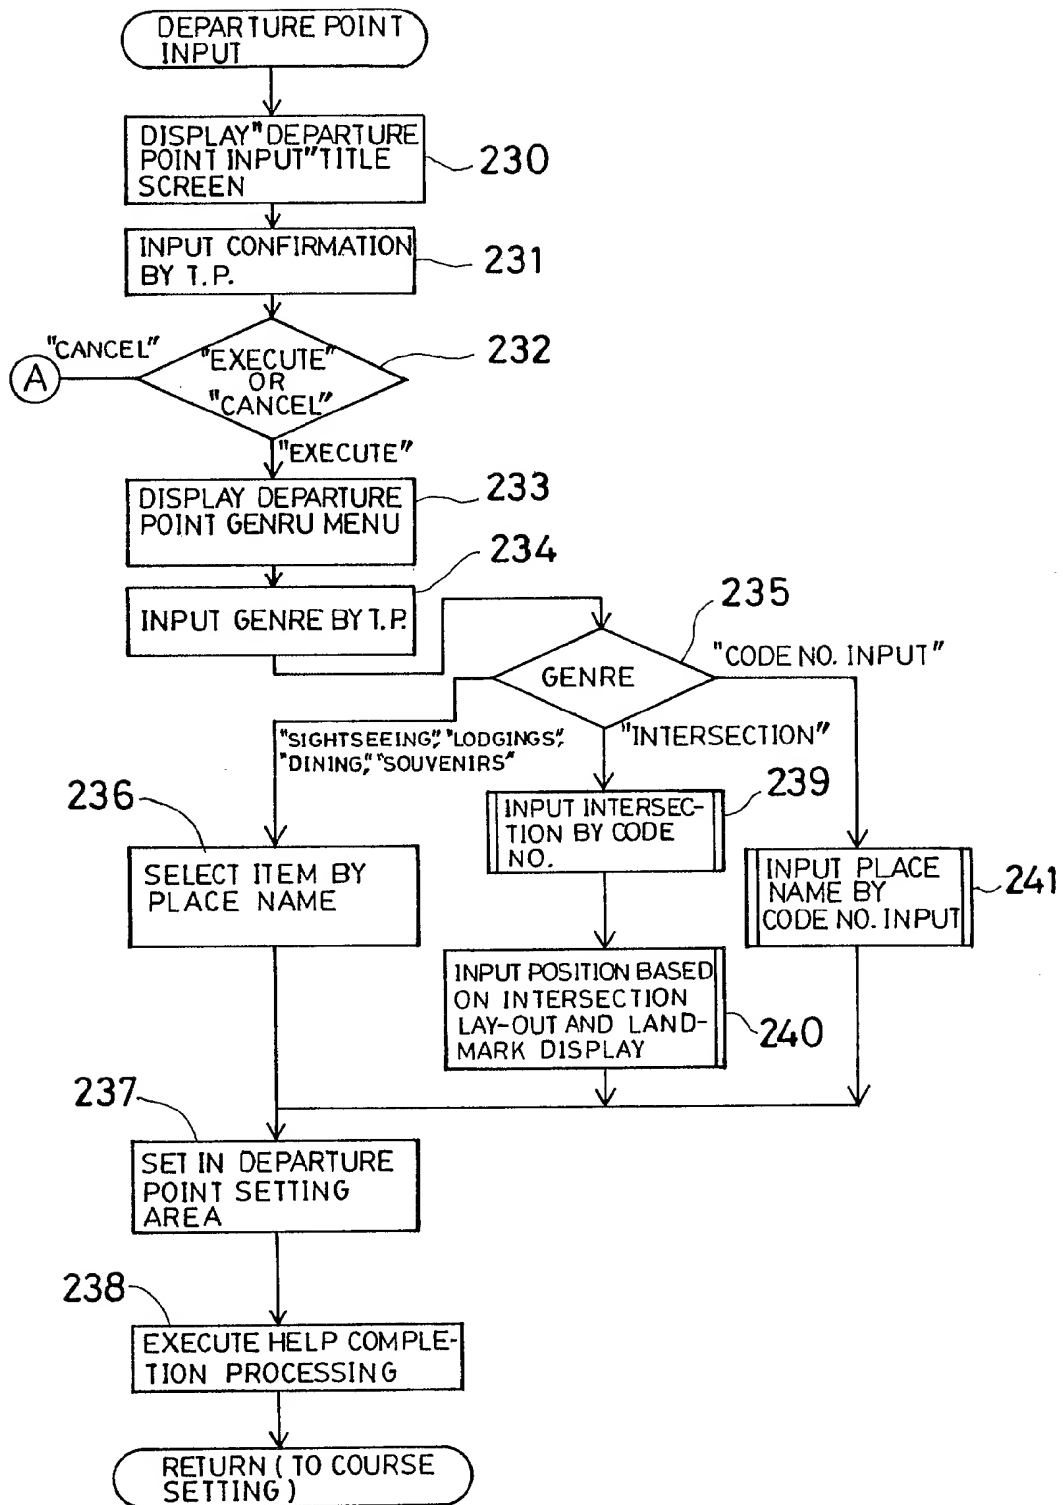 DEPARTURE POINT
INPUT
DISPLAY "DEPARTURE
POINT INPUT" TITLE
SCREEN
230
INPUT CONFIRMATION
BY T.P.
231
"CANCEL"
A
"EXECUTE"
OR
"CANCEL"
232
"EXECUTE"
DISPLAY DEPARTURE
POINT GENRU MENU
233
234
INPUT GENRE BY T.P.
235
GENRE
"CODE NO. INPUT"
"SIGHTSEEING", "LODGINGS",
"DINING", "SOUVENIRS"
"INTERSECTION"
236
SELECT ITEM BY
PLACE NAME
INPUT INTERSEC-
TION BY CODE
NO.
239
INPUT PLACE
NAME BY
CODE NO. INPUT
241
INPUT POSITION BASED
ON INTERSECTION
LAY-OUT AND LAND-
MARK DISPLAY
240
237
SET IN DEPARTURE
POINT SETTING
AREA
238
EXECUTE HELP COMPLE-
TION PROCESSING
RETURN ( TO COURSE
SETTING )